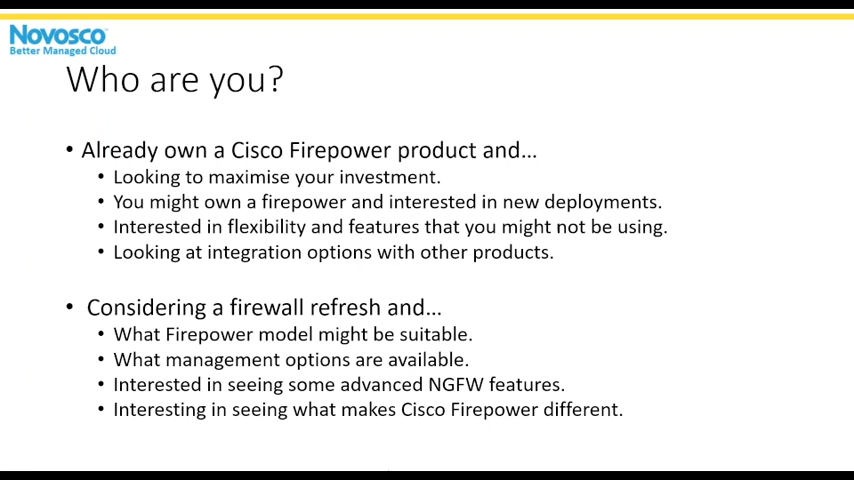 Novosco
Better Managed Cloud
Who are you?
• Already own a Cisco Firepower product and...
• Looking to maximise your investment.
• You might own a firepower and interested in new deployments.
• Interested in flexibility and features that you might not be using.
• Looking at integration options with other products.
• Considering a firewall refresh and...
• What Firepower model might be suitable.
• What management options are available.
• Interested in seeing some advanced NGFW features.
• Interesting in seeing what makes Cisco Firepower different.